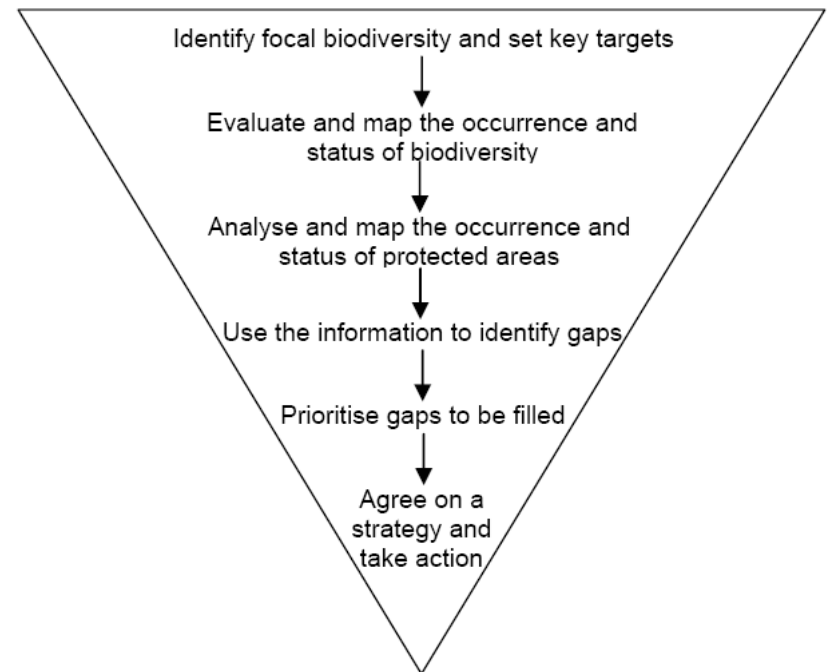 Identify focal biodiversity and set key targets
Evaluate and map the occurrence and
status of biodiversity
Analyse and map the occurrence and
status of protected areas
Use the information to identify gaps
Prioritise gaps to be filled
Agree on a
strategy and
take action